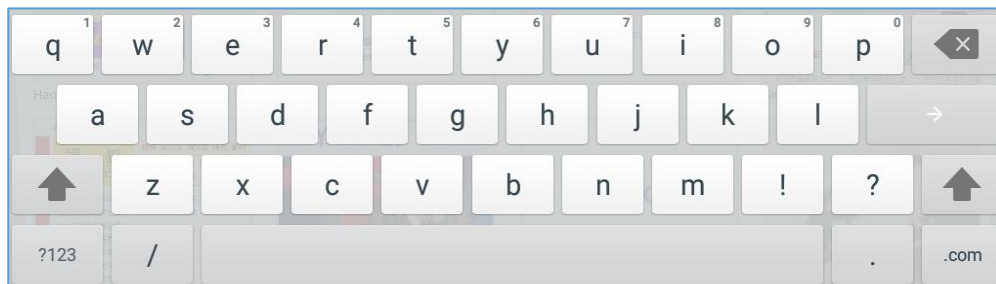 1 2 3 4 5 6 7 8 9 0
q w e r t y u i o p
a s d f g h j k l
z x c v b n m ! ?
?123 / . .com